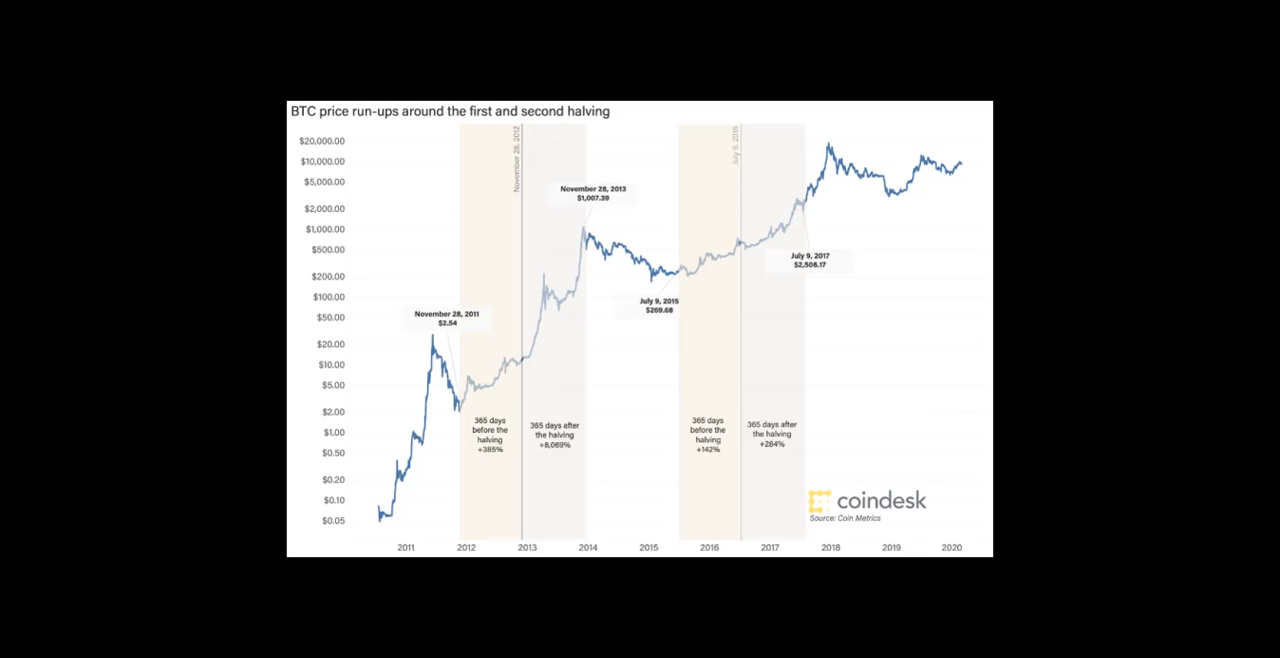 BTC price run-ups around the first and second halving
$20,000.00
$10,000.00
$5,000.00
$2,000.00
$1,000.00
$500.00
$200.00
$100.00
$50.00
$20.00
$10.00
$5.00
$2.00
$1.00
$0.50
$0.20
$0.10
$0.05
November 28, 2012
July 9, 2016
November 28, 2013
$1,007.39
November 28, 2011
$2.54
July 9, 2015
$269.68
July 9, 2017
$2,506.17
365 days
before the
halving
+385%
365 days after
the halving
+8,069%
365 days
before the
halving
+142%
365 days after
the halving
+284%
coindesk
Source: Coin Metrics
2011
2012
2013
2014
2015
2016
2017
2018
2019
2020